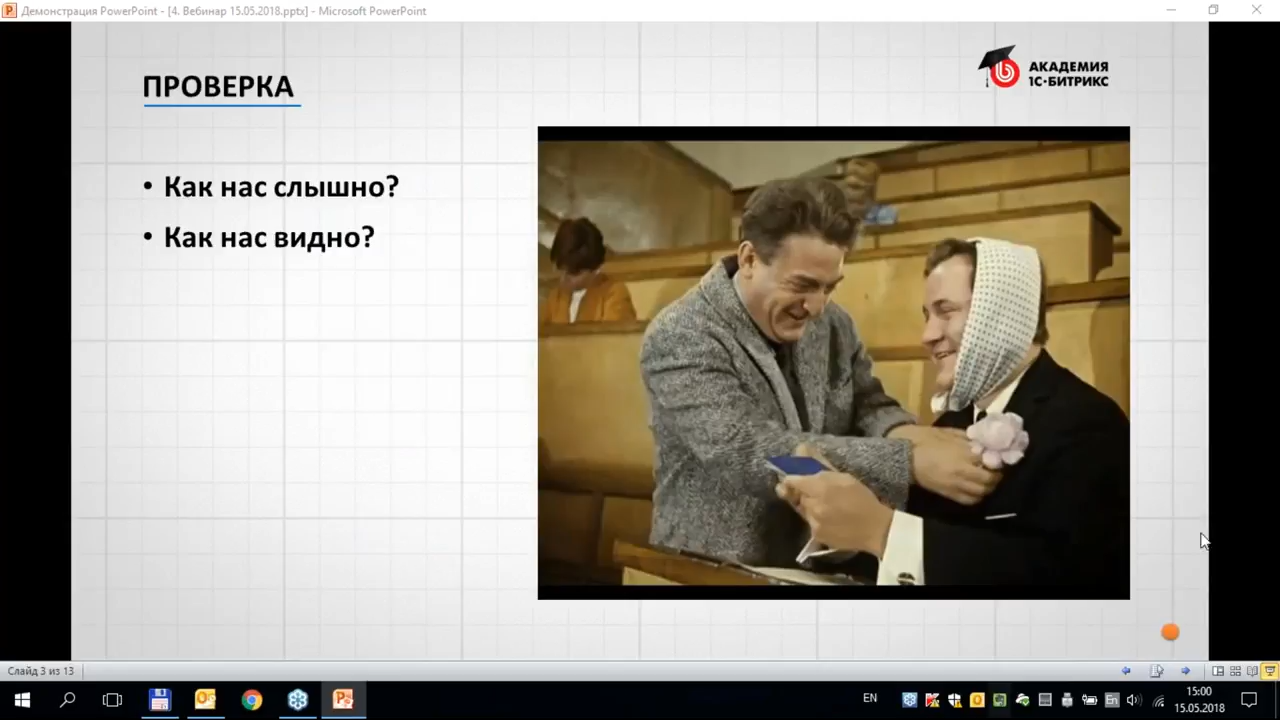 Демонстрация PowerPoint - [4. Вебинар 15.05.2018.pptx] - Microsoft PowerPoint
ПРОВЕРКА
АКАДЕМИЯ
1С-БИТРИКС
• Как нас слышно?
• Как нас видно?
Слайд 3 из 13
EN
En
15:00
15.05.2018